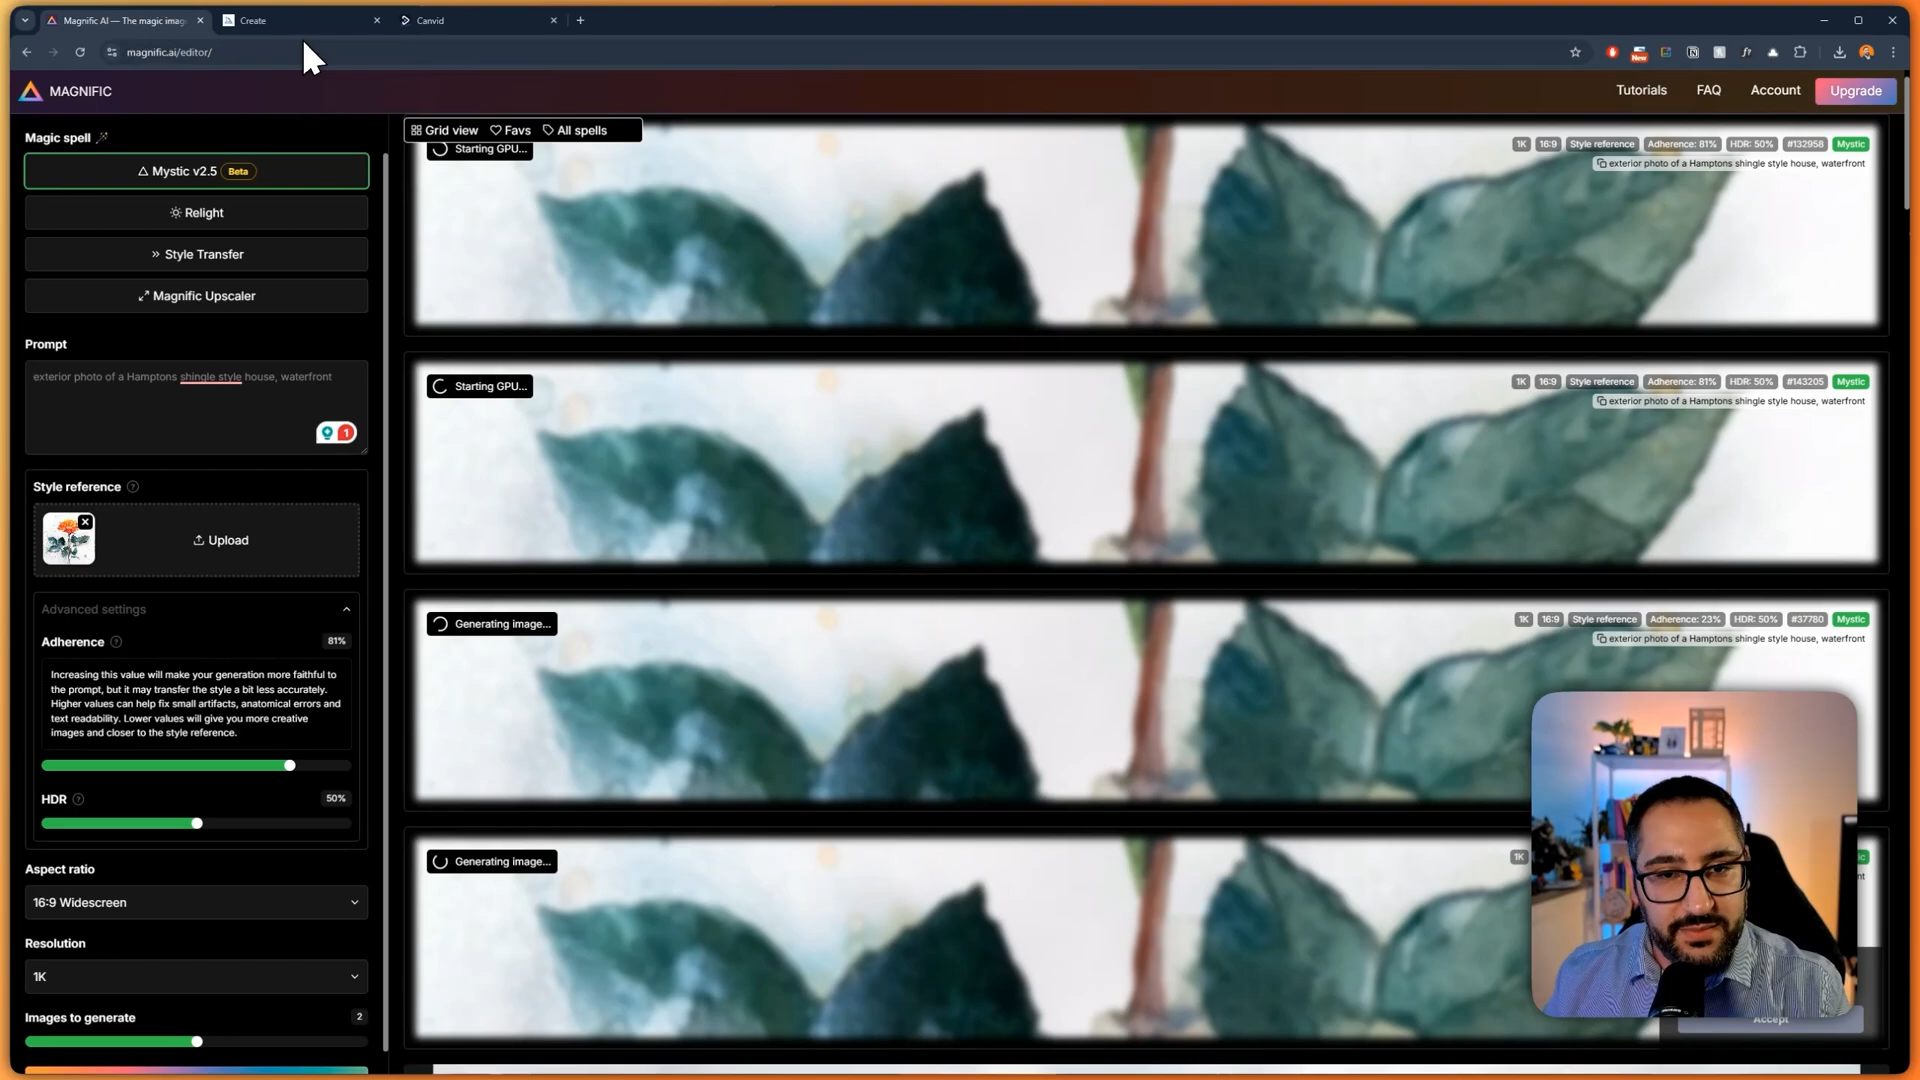 Magnific AI — The magic imag
Create
Canvid
magnific.ai/editor/
New
MAGNIFIC
Tutorials
FAQ
Account
Upgrade
Magic spell
Mystic v2.5 Beta
Relight
Style Transfer
Magnific Upscaler
Prompt
exterior photo of a Hamptons shingle style house, waterfront
1
Style reference
Upload
Advanced settings
Adherence
81%
Increasing this value will make your generation more faithful to
the prompt, but it may transfer the style a bit less accurately.
Higher values can help fix small artifacts, anatomical errors and
text readability. Lower values will give you more creative
images and closer to the style reference.
HDR
50%
Aspect ratio
16:9 Widescreen
Resolution
1K
Images to generate
2
Grid view Favs All spells
Starting GPU...
1K 16:9 Style reference Adherence: 81% HDR: 50% #132958 Mystic
exterior photo of a Hamptons shingle style house, waterfront
Starting GPU...
1K 16:9 Style reference Adherence: 81% HDR: 50% #143205 Mystic
exterior photo of a Hamptons shingle style house, waterfront
Generating image...
1K 16:9 Style reference Adherence: 23% HDR: 50% #37780 Mystic
exterior photo of a Hamptons shingle style house, waterfront
Generating image...
1K
Accept